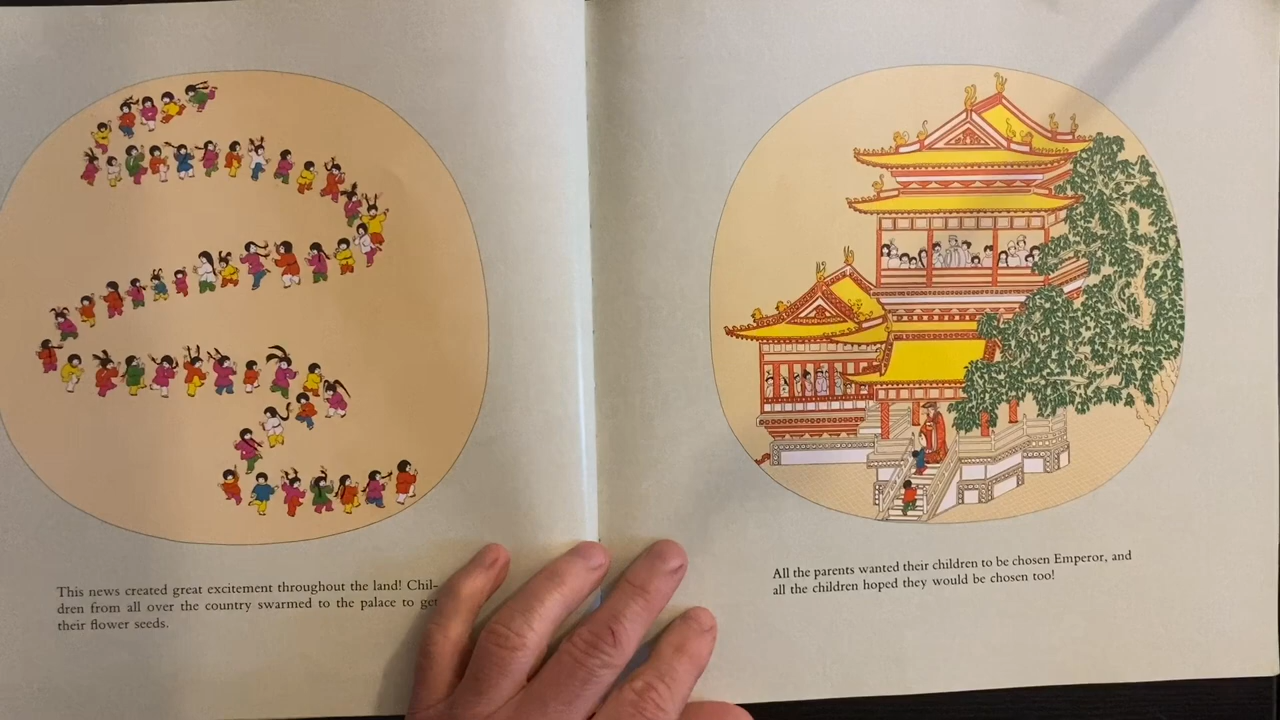 This news created great excitement throughout the land! Chil-
dren from all over the country swarmed to the palace to get
their flower seeds.
All the parents wanted their children to be chosen Emperor, and
all the children hoped they would be chosen too!